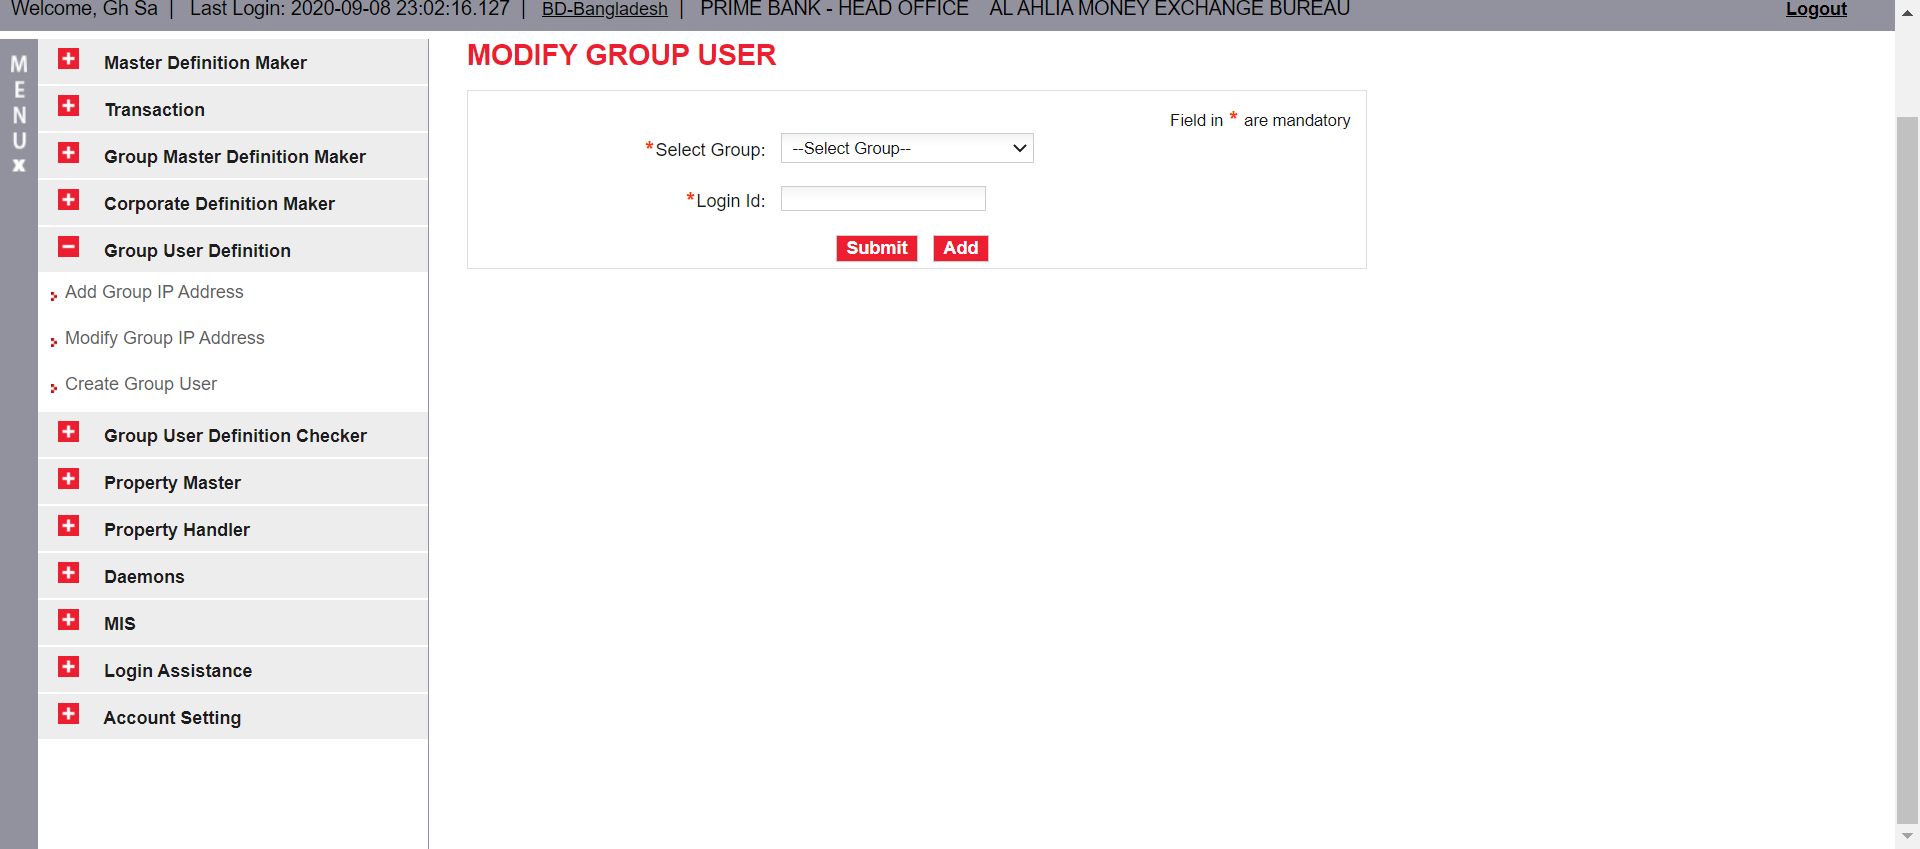 Welcome, Gh Sa | Last Login: 2020-09-08 23:02:16.127 | BD-Bangladesh | PRIME BANK - HEAD OFFICE AL AHLIA MONEY EXCHANGE BUREAU Logout
MENU x
Master Definition Maker
Transaction
Group Master Definition Maker
Corporate Definition Maker
Group User Definition
Add Group IP Address
Modify Group IP Address
Create Group User
Group User Definition Checker
Property Master
Property Handler
Daemons
MIS
Login Assistance
Account Setting
MODIFY GROUP USER
Field in * are mandatory
*Select Group: --Select Group--
*Login Id:
Submit Add